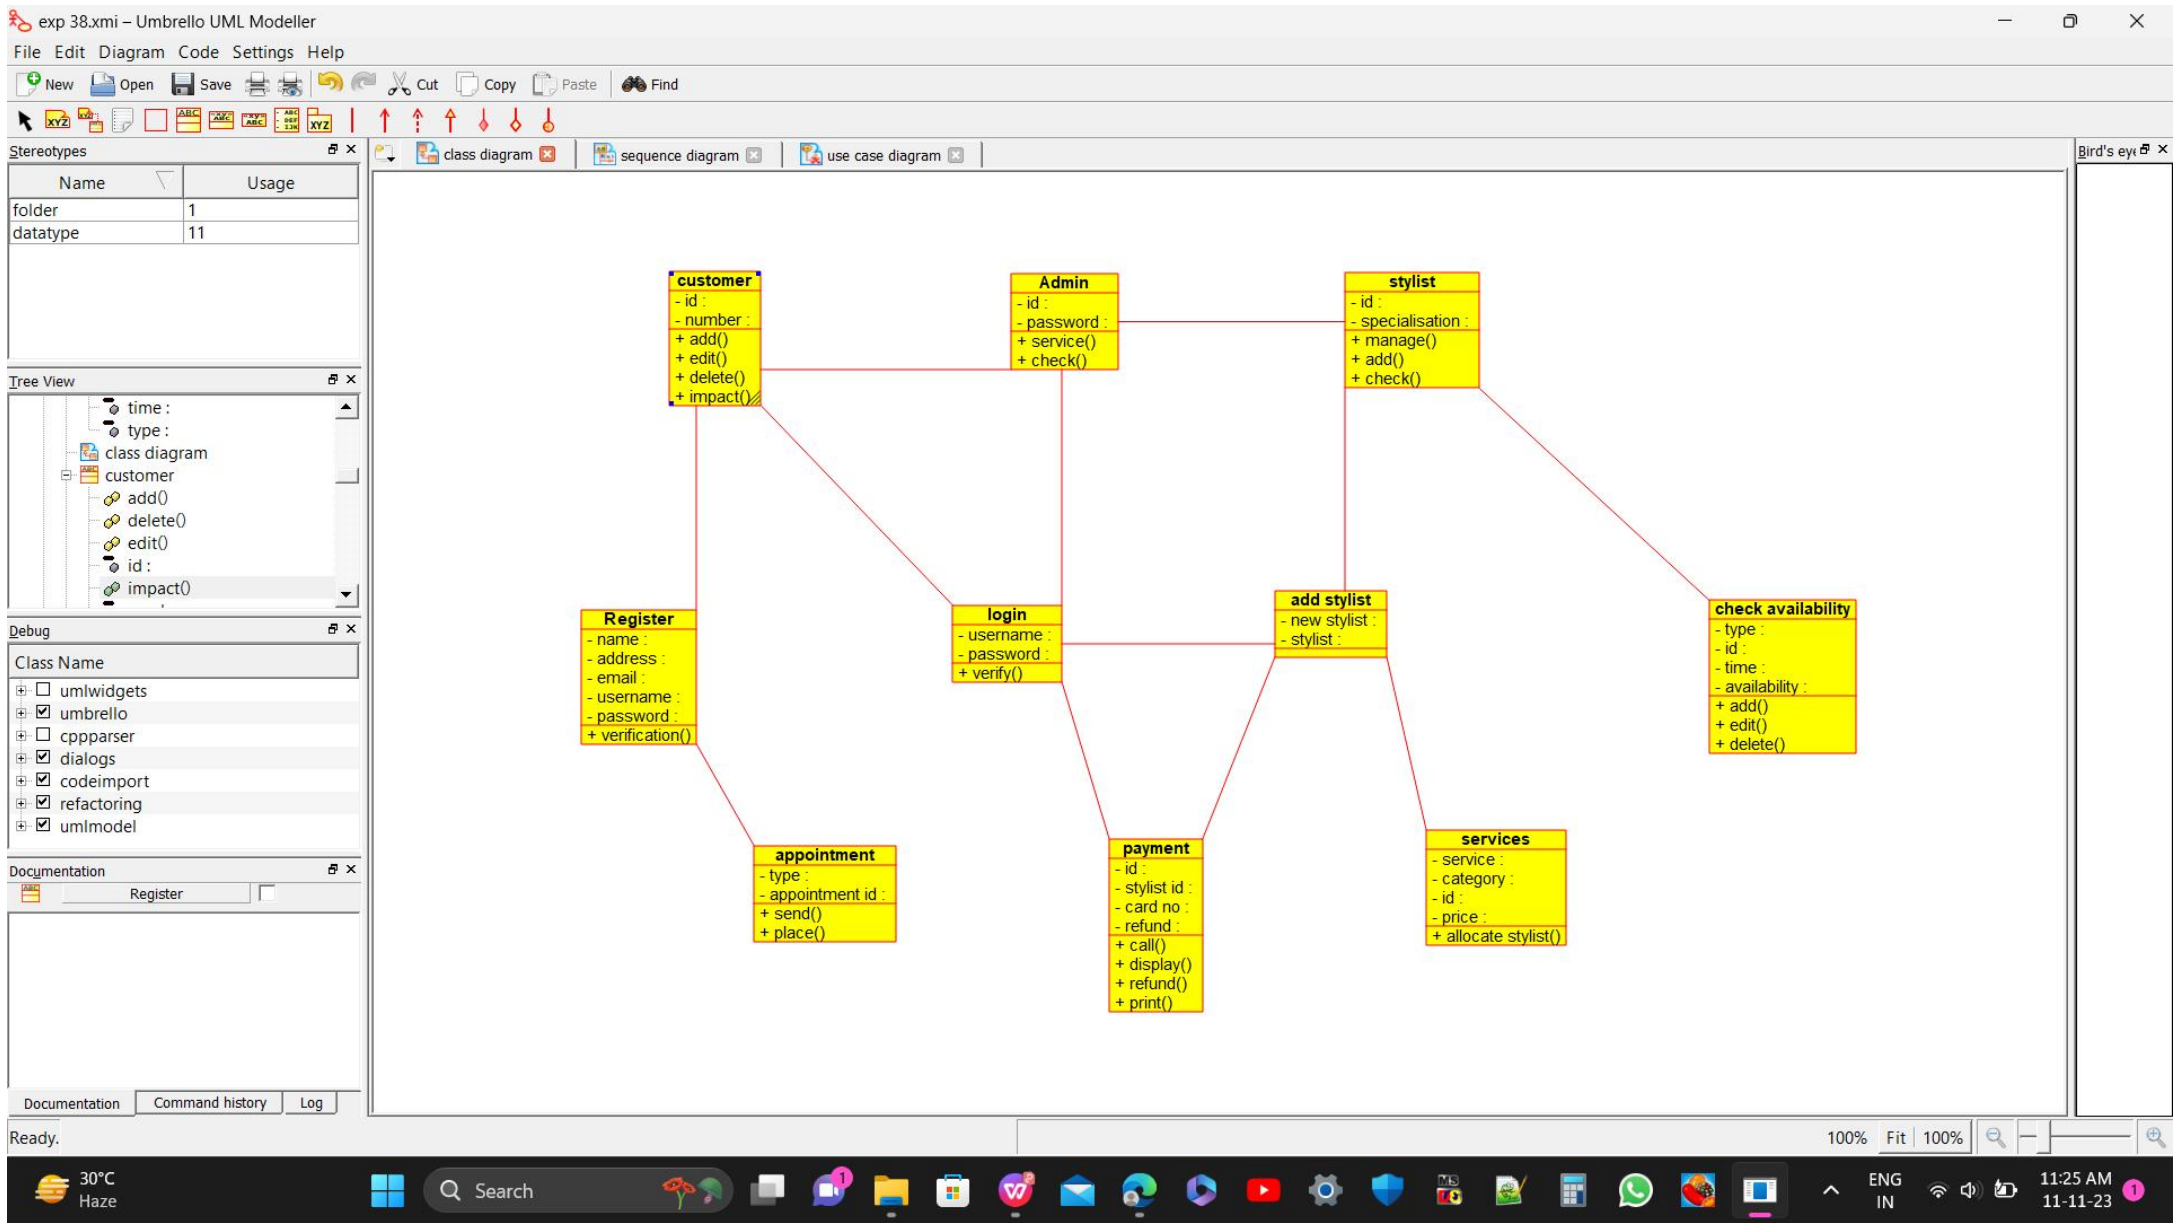 exp 38.xmi – Umbrello UML Modeller
File Edit Diagram Code Settings Help
New Open Save Cut Copy Paste Find
Stereotypes
Name Usage
folder 1
datatype 11
Tree View
time :
type :
class diagram
customer
add()
delete()
edit()
id :
impact()
Debug
Class Name
umlwidgets
umbrello
cppparser
dialogs
codeimport
refactoring
umlmodel
Documentation
Register
Documentation Command history Log
class diagram sequence diagram use case diagram
Bird's eye
customer
- id :
- number :
+ add()
+ edit()
+ delete()
+ impact()
Admin
- id :
- password :
+ service()
+ check()
stylist
- id :
- specialisation :
+ manage()
+ add()
+ check()
Register
- name :
- address :
- email :
- username :
- password :
+ verification()
login
- username :
- password :
+ verify()
add stylist
- new stylist :
- stylist :
check availability
- type :
- id :
- time :
- availability :
+ add()
+ edit()
+ delete()
appointment
- type :
- appointment id :
+ send()
+ place()
payment
- id :
- stylist id :
- card no :
- refund :
+ call()
+ display()
+ refund()
+ print()
services
- service :
- category :
- id :
- price :
+ allocate stylist()
Ready.
100% Fit 100%
30°C
Haze
Search
1
ENG
IN
11:25 AM
11-11-23
1